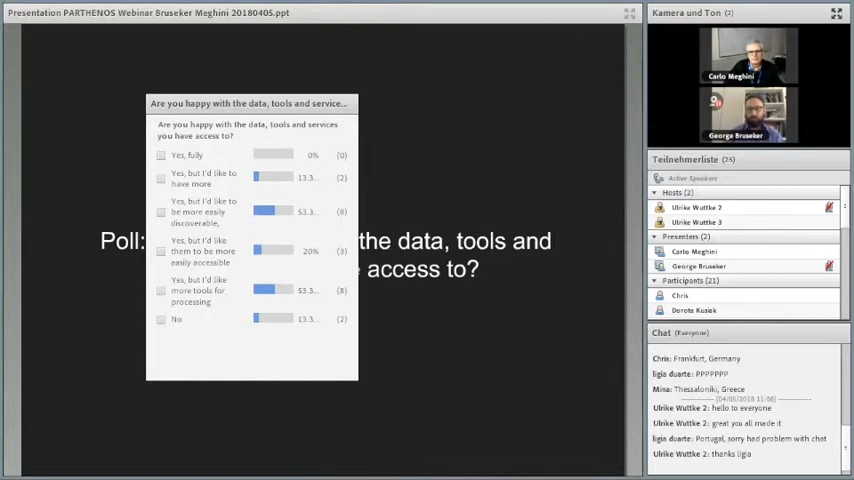 Presentation PARTHENOS Webinar Bruseker Meghini 20180405.ppt
Are you happy with the data, tools and service...
Are you happy with the data, tools and services
you have access to?
Yes, fully 0% (0)
Yes, but I'd like to
have more 13.3... (2)
Yes, but I'd like to
be more easily
discoverable, 53.3... (8)
Yes, but I'd like
them to be more
easily accessible 20% (3)
Yes, but I'd like
more tools for
processing 53.3... (8)
No 13.3... (2)
Poll: the data, tools and
access to?
Kamera und Ton (2)
Carlo Meghini
George Bruseker
Teilnehmerliste (25)
Active Speakers
Hosts (2)
Ulrike Wuttke 2
Ulrike Wuttke 3
Presenters (2)
Carlo Meghini
George Bruseker
Participants (21)
Chris
Dorota Kusiek
Chat (Everyone)
Chris: Frankfurt, Germany
ligia duarte: PPPPPPP
Mina: Thessaloniki, Greece
(04/05/2018 11:08)
Ulrike Wuttke 2: hello to everyone
Ulrike Wuttke 2: great you all made it
ligia duarte: Portugal, sorry had problem with chat
Ulrike Wuttke 2: thanks ligia